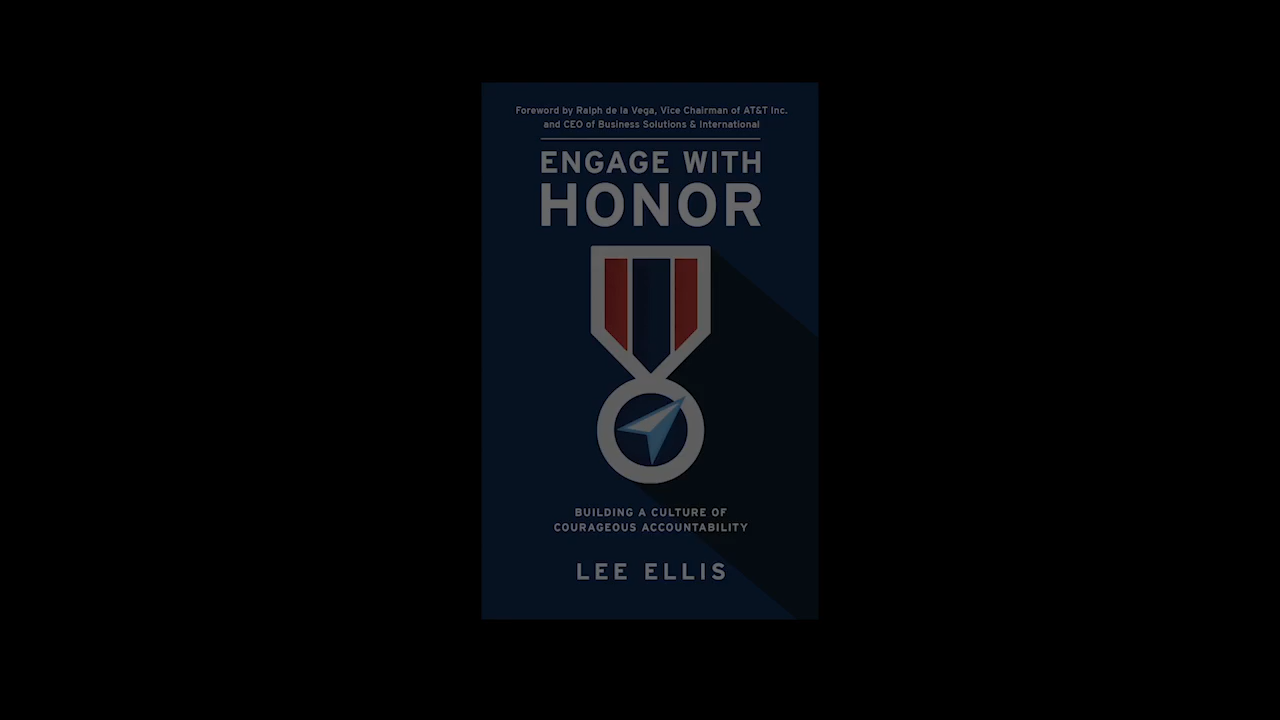 Foreword by Ralph de la Vega, Vice Chairman of AT&T Inc.
and CEO of Business Solutions & International
ENGAGE WITH
HONOR
BUILDING A CULTURE OF
COURAGEOUS ACCOUNTABILITY
LEE ELLIS